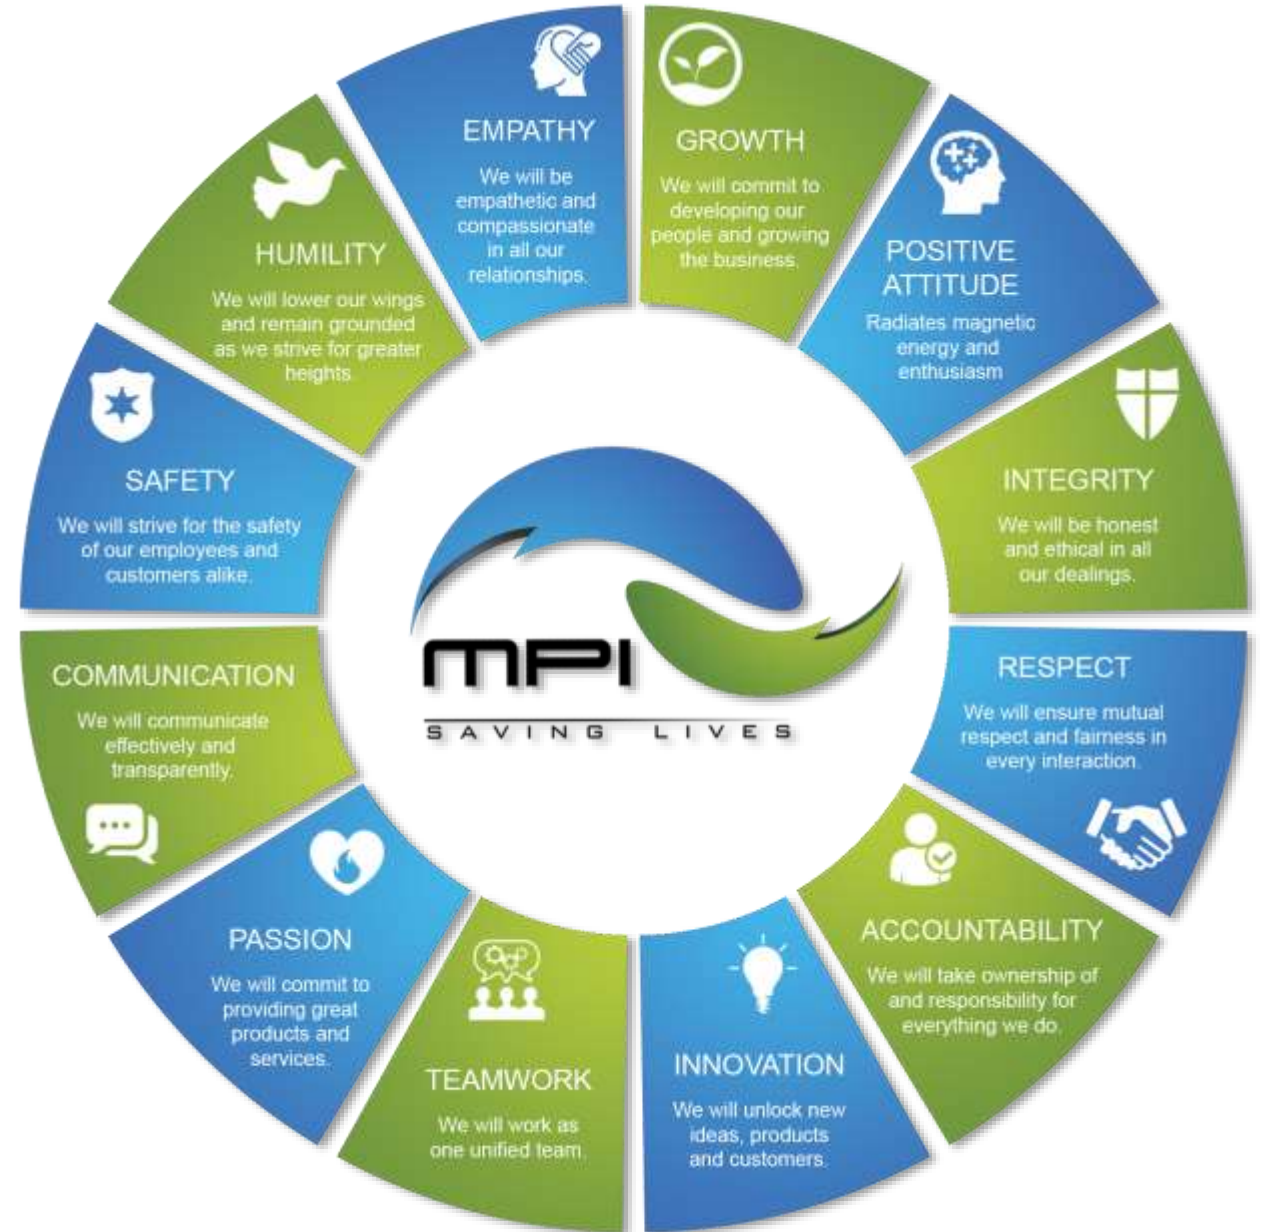 EMPATHY
We will be
empathetic and
compassionate
in all our
relationships.
GROWTH
We will commit to
developing our
people and growing
the business.
POSITIVE
ATTITUDE
Radiates magnetic
energy and
enthusiasm
INTEGRITY
We will be honest
and ethical in all
our dealings.
RESPECT
We will ensure mutual
respect and fairness in
every interaction.
ACCOUNTABILITY
We will take ownership of
and responsibility for
everything we do.
INNOVATION
We will unlock new
ideas, products
and customers.
TEAMWORK
We will work as
one unified team.
PASSION
We will commit to
providing great
products and
services.
COMMUNICATION
We will communicate
effectively and
transparently.
SAFETY
We will strive for the safety
of our employees and
customers alike.
HUMILITY
We will lower our wings
and remain grounded
as we strive for greater
heights.
MPI
SAVING LIVES